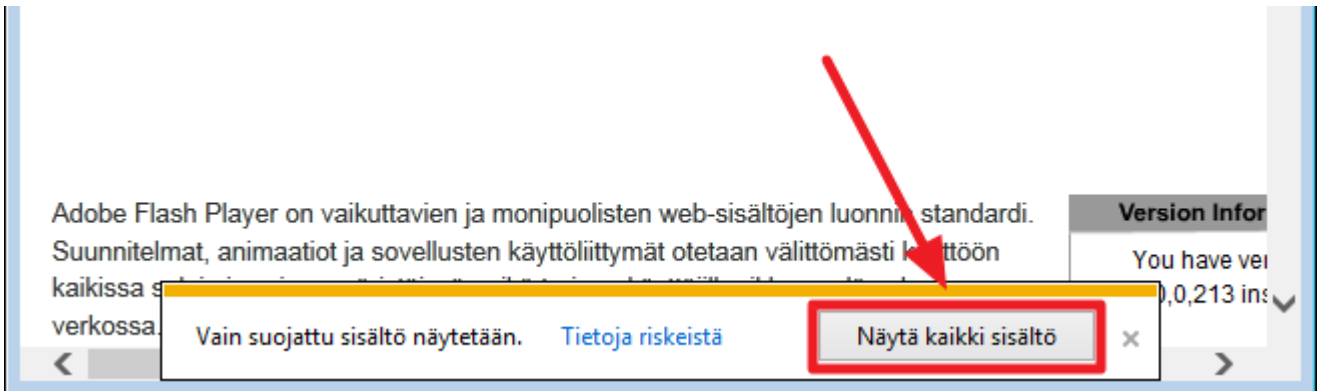 Adobe Flash Player on vaikuttavien ja monipuolisten web-sisältöjen luonnin standardi.
Suunnitelmat, animaatiot ja sovellusten käyttöliittymät otetaan välittömästi käyttöön
kaikissa
verkossa.
Version Infor
You have ver
0,0,213 ins
Vain suojattu sisältö näytetään. Tietoja riskeistä Näytä kaikki sisältö